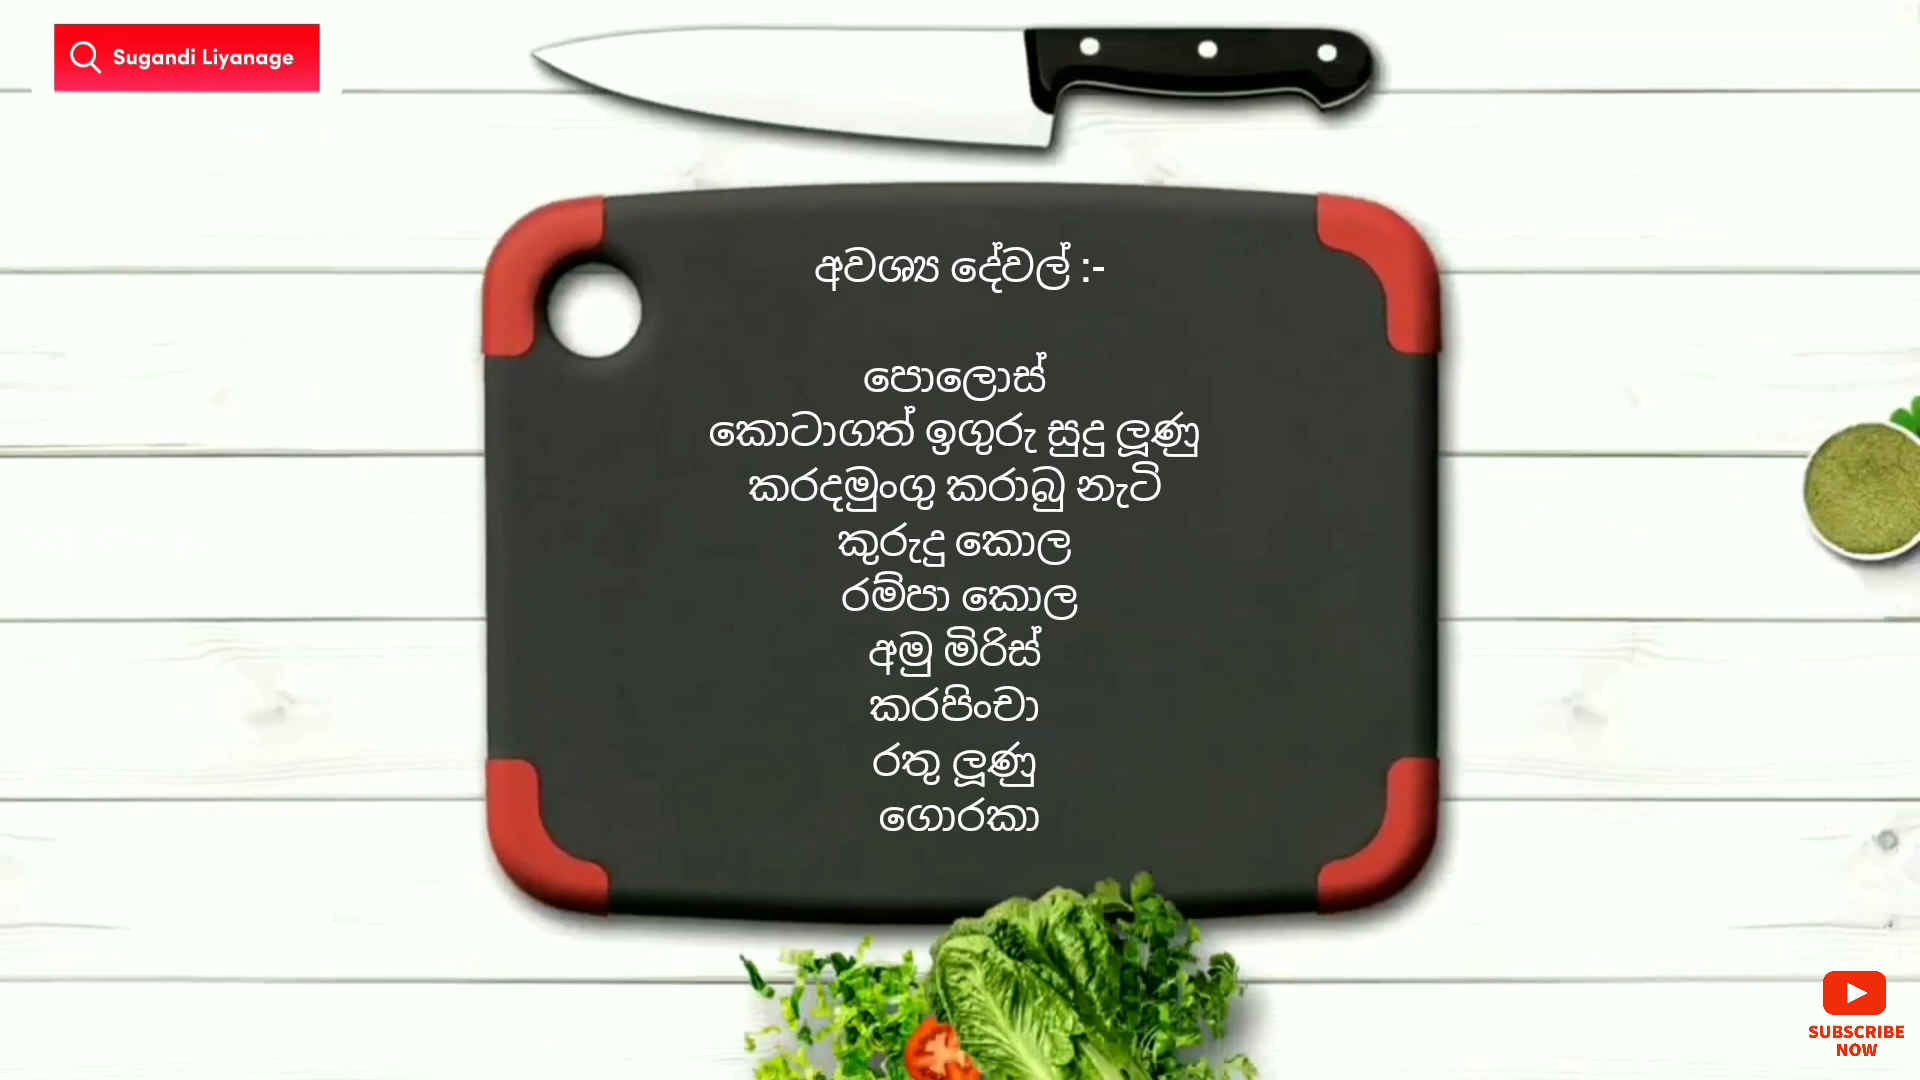 Sugandi Liyanage
අවශ්‍ය දේවල් :-
පොලොස්
කොටාගත් ඉගුරු සුදු ලූණු
කරදමුංගු කරාබු නැටි
කුරුදු කොල
රම්පා කොල
අමු මිරිස්
කරපිංචා
රතු ලූණු
ගොරකා
SUBSCRIBE
NOW